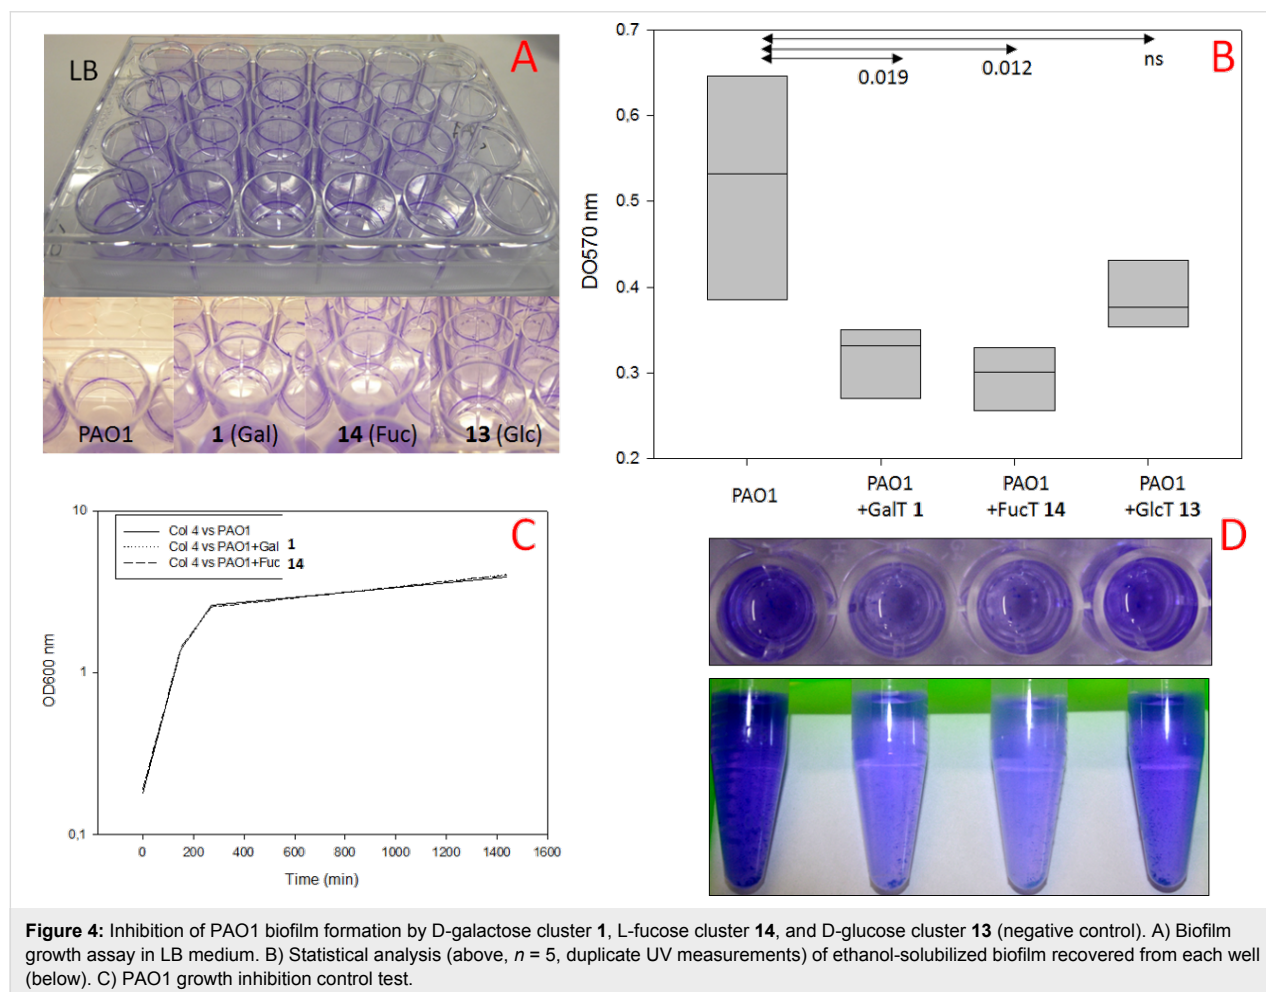 LB
A
PAO1
1 (Gal)
14 (Fuc)
13 (Glc)
B
0.7
0,6
0.5
0.4
0.3
0.2
DO570 nm
0.019
0.012
ns
PAO1
PAO1
+GalT 1
PAO1
+FucT 14
PAO1
+GlcT 13
C
10
1
0,1
OD600 nm
Col 4 vs PAO1
Col 4 vs PAO1+Gal 1
Col 4 vs PAO1+Fuc 14
0 200 400 600 800 1000 1200 1400 1600
Time (min)
D
Figure 4: Inhibition of PAO1 biofilm formation by D-galactose cluster 1, L-fucose cluster 14, and D-glucose cluster 13 (negative control). A) Biofilm
growth assay in LB medium. B) Statistical analysis (above, n = 5, duplicate UV measurements) of ethanol-solubilized biofilm recovered from each well
(below). C) PAO1 growth inhibition control test.